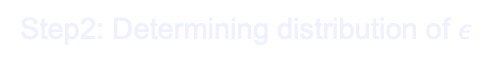 Step2: Determining distribution of ϵ